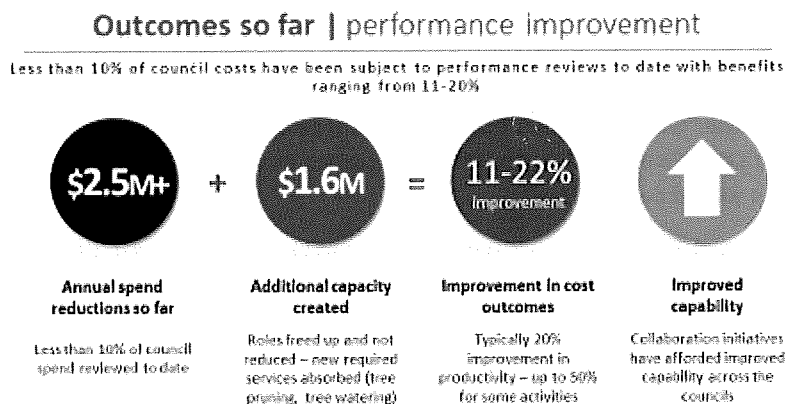 Outcomes so far | performance improvement
Less than 10% of council costs have been subject to performance reviews to date with benefits
ranging from 11-20%
$2.5M+
+
$1.6M
=
11-22%
Improvement
Annual spend
reductions so far
Less than 10% of council
spend reviewed to date
Additional capacity
created
Roles freed up and not
reduced – new required
services absorbed (tree
pruning, tree watering)
Improvement in cost
outcomes
Typically 20%
improvement in
productivity – up to 50%
for some activities
Improved
capability
Collaboration initiatives
have afforded improved
capability across the
councils